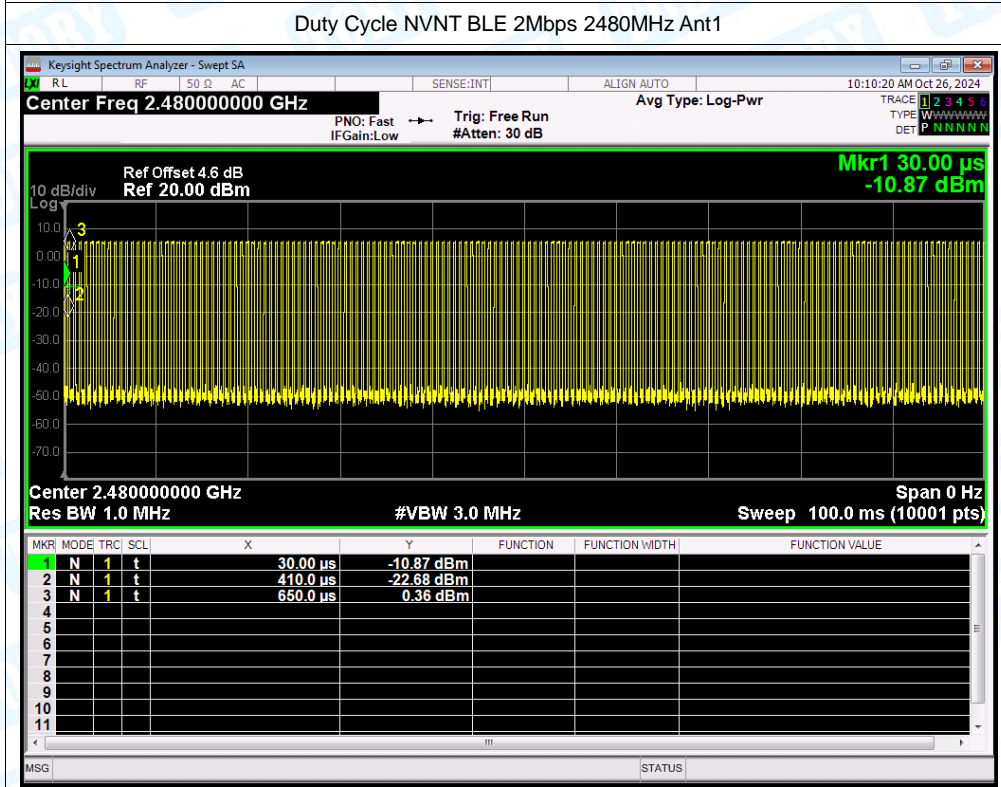 Duty Cycle NVNT BLE 2Mbps 2480MHz Ant1
Keysight Spectrum Analyzer - Swept SA
LXI RL RF 50 Ω AC SENSE:INT ALIGN AUTO 10:10:20 AM Oct 26, 2024
Center Freq 2.480000000 GHz Avg Type: Log-Pwr TRACE 1 2 3 4 5 6
PNO: Fast Trig: Free Run TYPE WWWWWW
IFGain:Low #Atten: 30 dB DET P N N N N N
Mkr1 30.00 µs
Ref Offset 4.6 dB
10 dB/div Ref 20.00 dBm -10.87 dBm
Log
10.0
0.00
-10.0
-20.0
-30.0
-40.0
-50.0
-60.0
-70.0
3
1
2
Center 2.480000000 GHz Span 0 Hz
Res BW 1.0 MHz #VBW 3.0 MHz Sweep 100.0 ms (10001 pts)
MKR MODE TRC SCL X Y FUNCTION FUNCTION WIDTH FUNCTION VALUE
1 N 1 t 30.00 µs -10.87 dBm
2 N 1 t 410.0 µs -22.68 dBm
3 N 1 t 650.0 µs 0.36 dBm
4
5
6
7
8
9
10
11
MSG STATUS